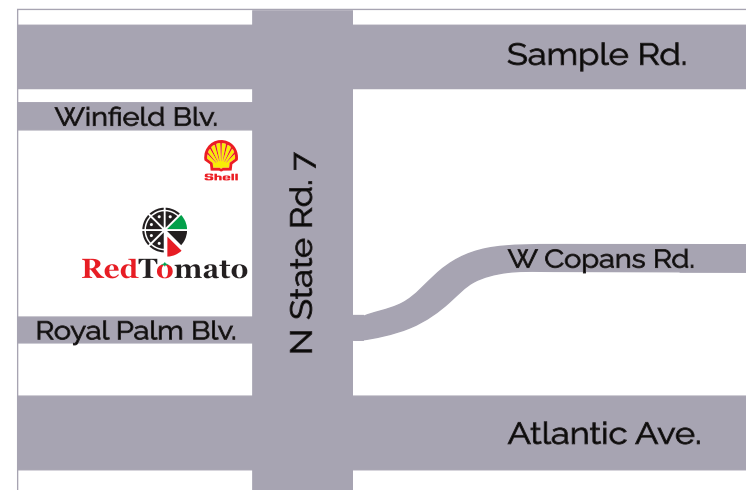 Sample Rd.
Winfield Blv.
Shell
N State Rd. 7
RedTomato
W Copans Rd.
Royal Palm Blv.
Atlantic Ave.